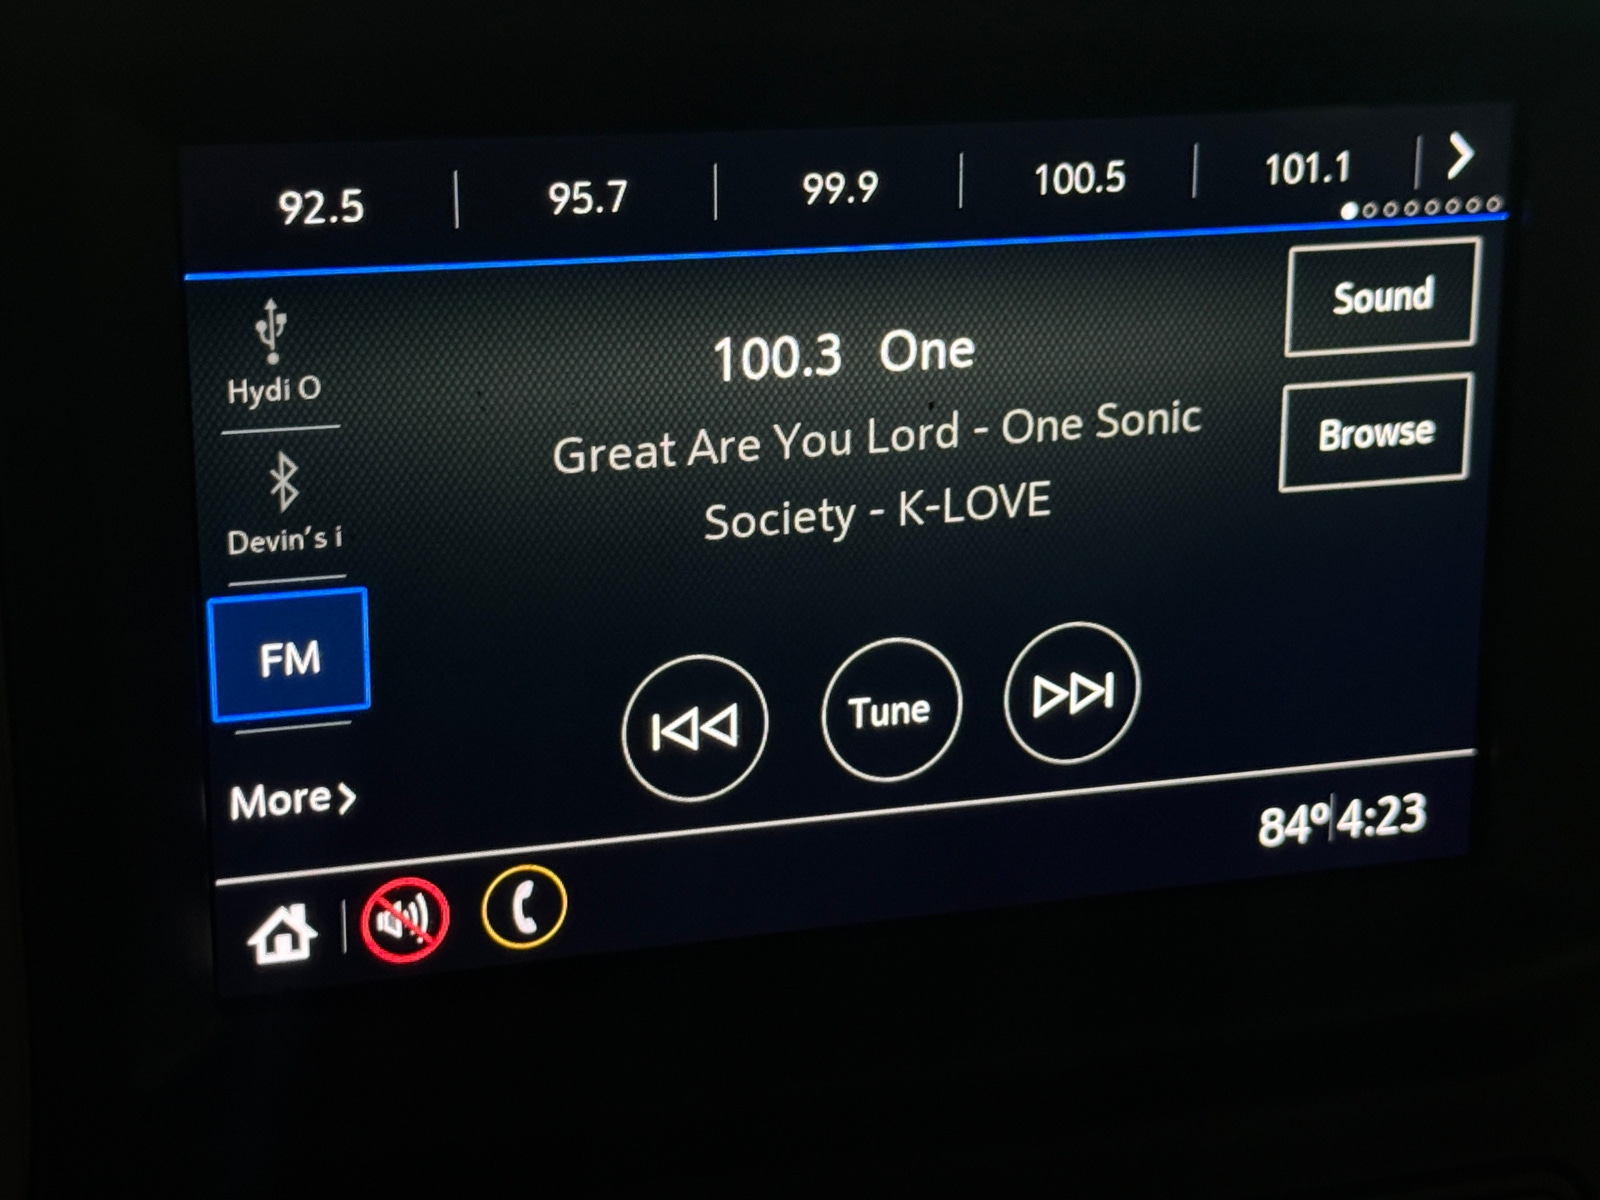 92.5 95.7 99.9 100.5 101.1
Hydi O
Devin's i
FM
More
100.3 One
Great Are You Lord - One Sonic
Society - K-LOVE
Sound
Browse
Tune
84° 4:23